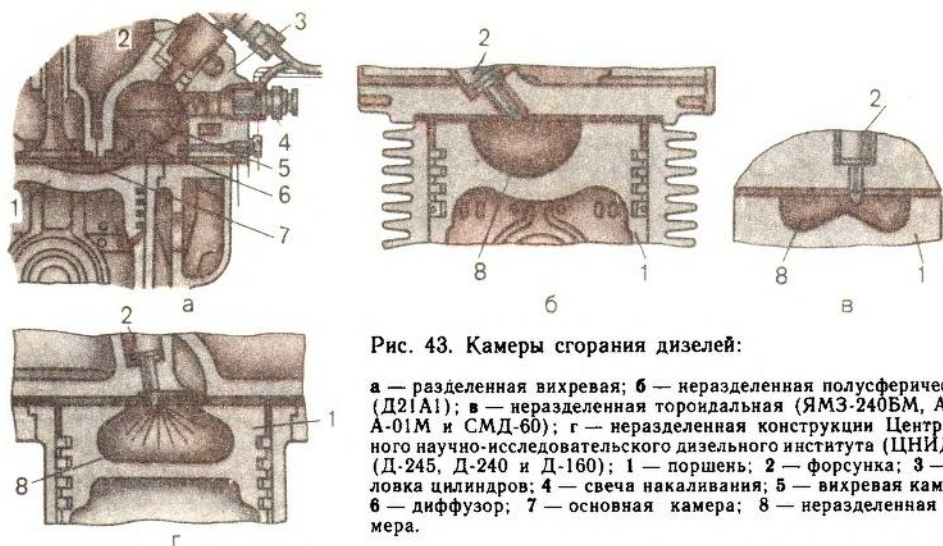 3
2
4
5
6
7
1
а
2
8
1
б
2
8
1
в
2
1
8
г
Рис. 43. Камеры сгорания дизелей:
а — разделенная вихревая; б — неразделенная полусфериче
(Д21А1); в — неразделенная тороидальная (ЯМЗ-240БМ, А
А-01М и СМД-60); г — неразделенная конструкции Центр
ного научно-исследовательского дизельного института (ЦНИД
(Д-245, Д-240 и Д-160); 1 — поршень; 2 — форсунка; 3 —
ловка цилиндров; 4 — свеча накаливания; 5 — вихревая кам
6 — диффузор; 7 — основная камера; 8 — неразделенная
мера.